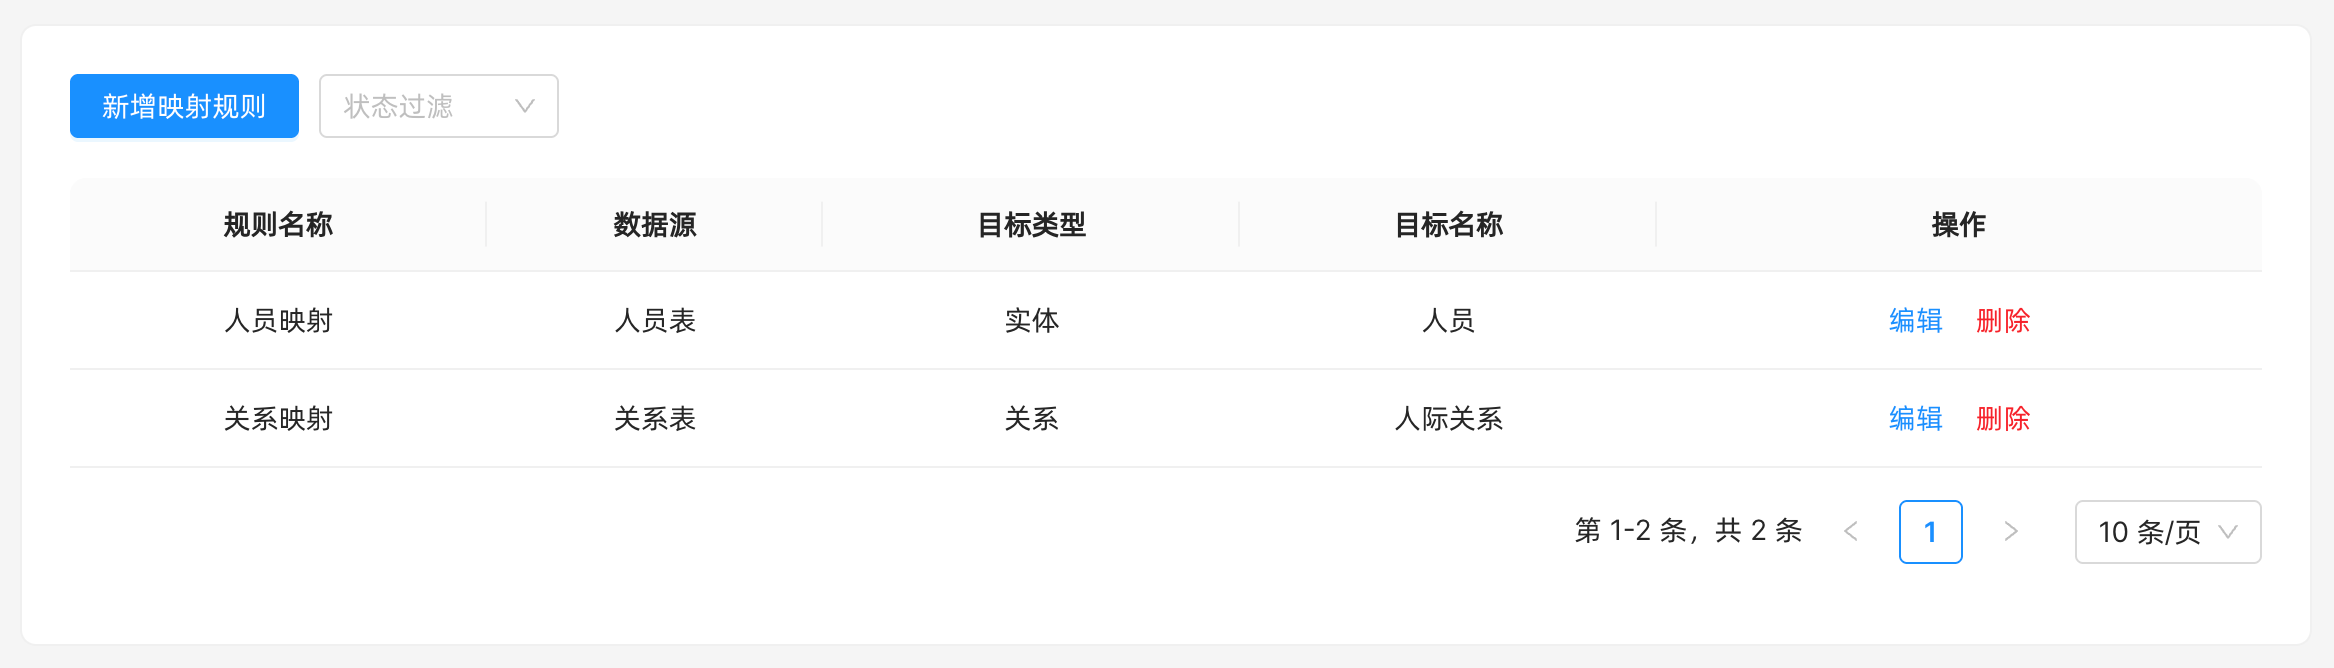 新增映射规则 状态过滤
规则名称 数据源 目标类型 目标名称 操作
人员映射 人员表 实体 人员 编辑 删除
关系映射 关系表 关系 人际关系 编辑 删除
第 1-2 条，共 2 条 1 10 条/页